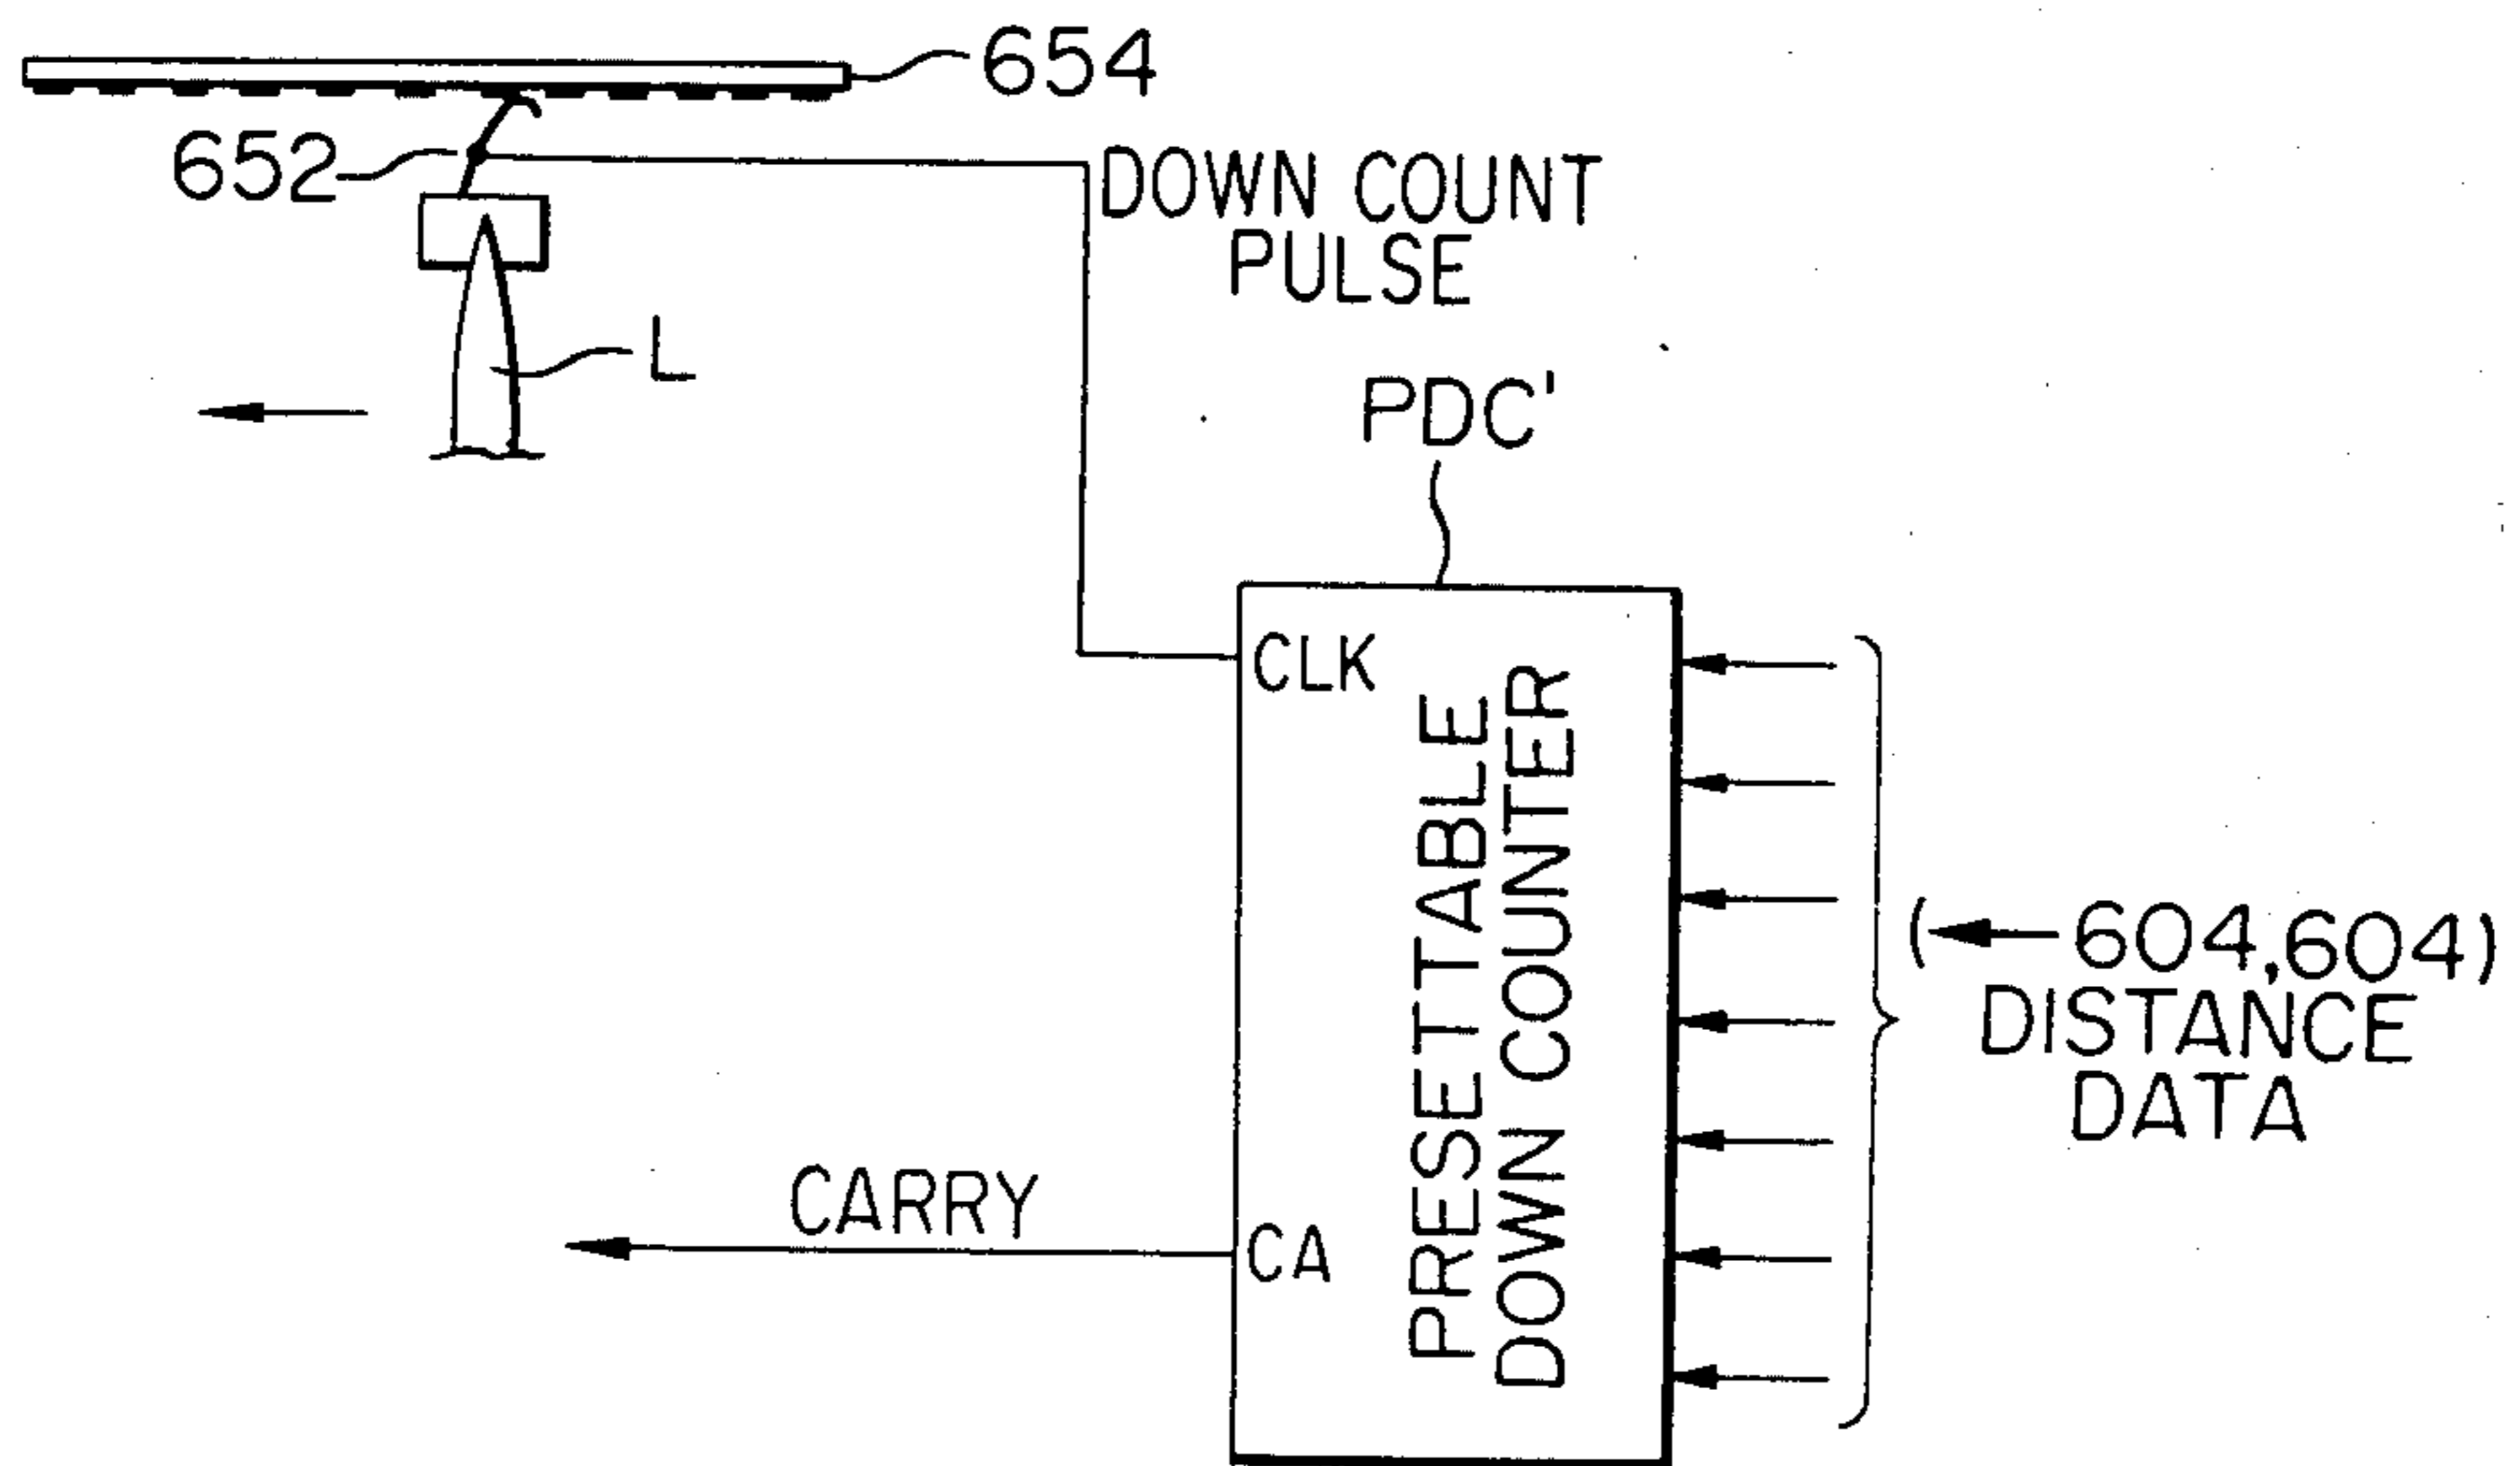 654
652
DOWN COUNT
PULSE
L
PDC'
CLK
PRESETTABLE
DOWN COUNTER
(←604,604)
DISTANCE
DATA
CARRY
CA